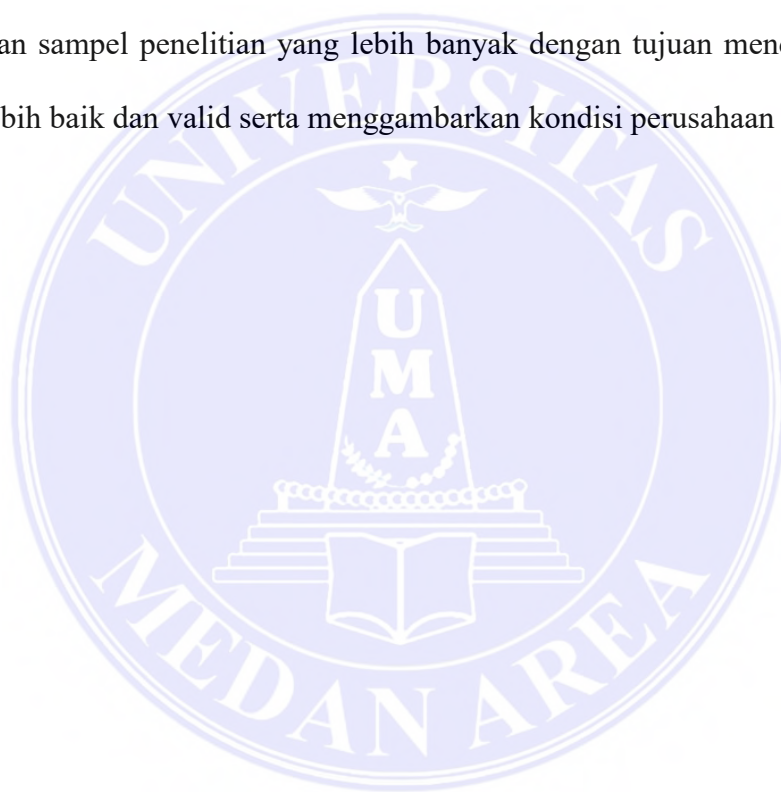 an sampel penelitian yang lebih banyak dengan tujuan men
bih baik dan valid serta menggambarkan kondisi perusahaan
UNIVERSITAS
U
M
A
MEDAN AREA